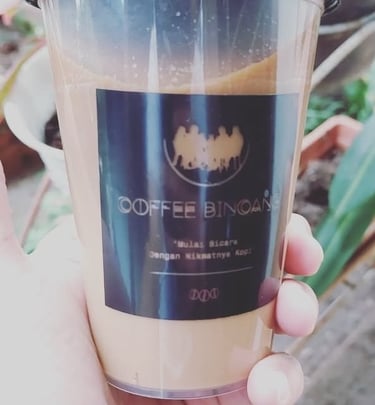 COFFEE BINCANG
"Mulai Bicara
Dengan Nikmatnya Kopi